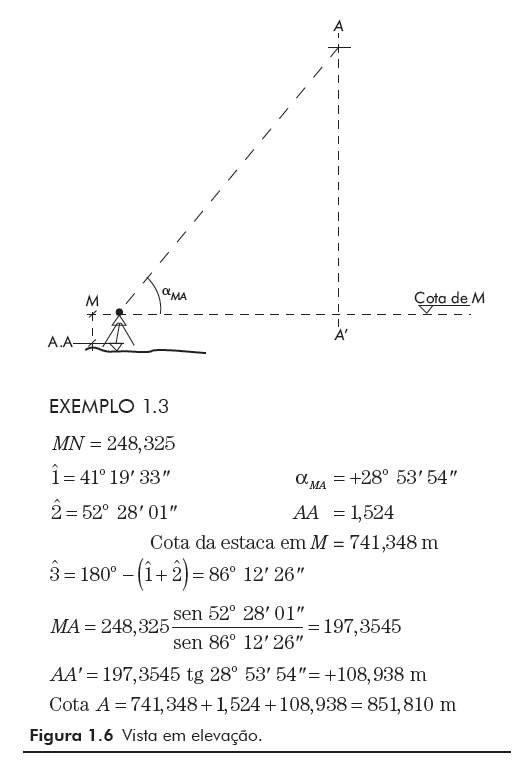 A
αMA
M
Cota de M
A.A
A'
EXEMPLO 1.3
MN = 248,325
1̂ = 41° 19' 33" αMA = +28° 53' 54"
2̂ = 52° 28' 01" AA = 1,524
Cota da estaca em M = 741,348 m
3̂ = 180° – (1̂ + 2̂) = 86° 12' 26"
MA = 248,325 sen 52° 28' 01" / sen 86° 12' 26" = 197,3545
AA' = 197,3545 tg 28° 53' 54" = +108,938 m
Cota A = 741,348 + 1,524 + 108,938 = 851,810 m
Figura 1.6 Vista em elevação.